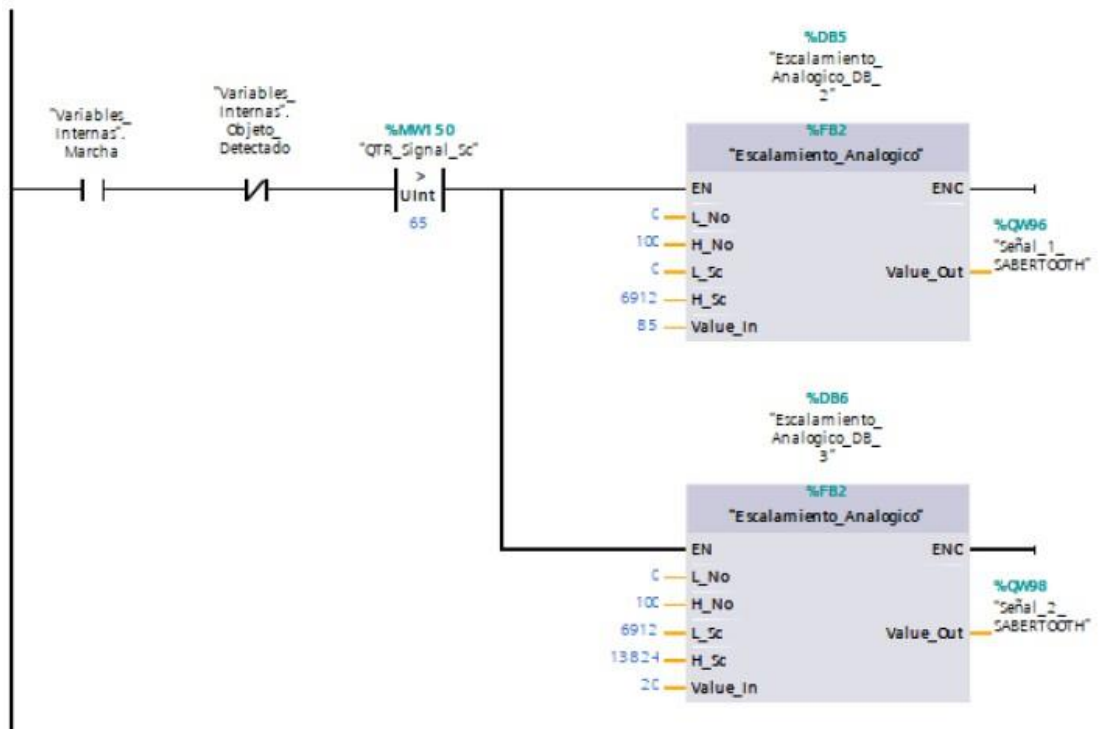 "Variables_
Internas".
Marcha
"Variables_
Internas".
Objeto_
Detectado
%MW150
"QTR_Signal_Sc"
>
UInt
65
%DB5
"Escalamiento_
Analogico_DB_
2"
%FB2
"Escalamiento_Analogico"
EN
ENC
0
L_No
100
H_No
0
L_Sc
6912
H_Sc
85
Value_In
Value_Out
%QW96
"Señal_1_
SABERTOOTH"
%DB6
"Escalamiento_
Analogico_DB_
3"
%FB2
"Escalamiento_Analogico"
EN
ENC
0
L_No
100
H_No
6912
L_Sc
13824
H_Sc
20
Value_In
Value_Out
%QW98
"Señal_2_
SABERTOOTH"